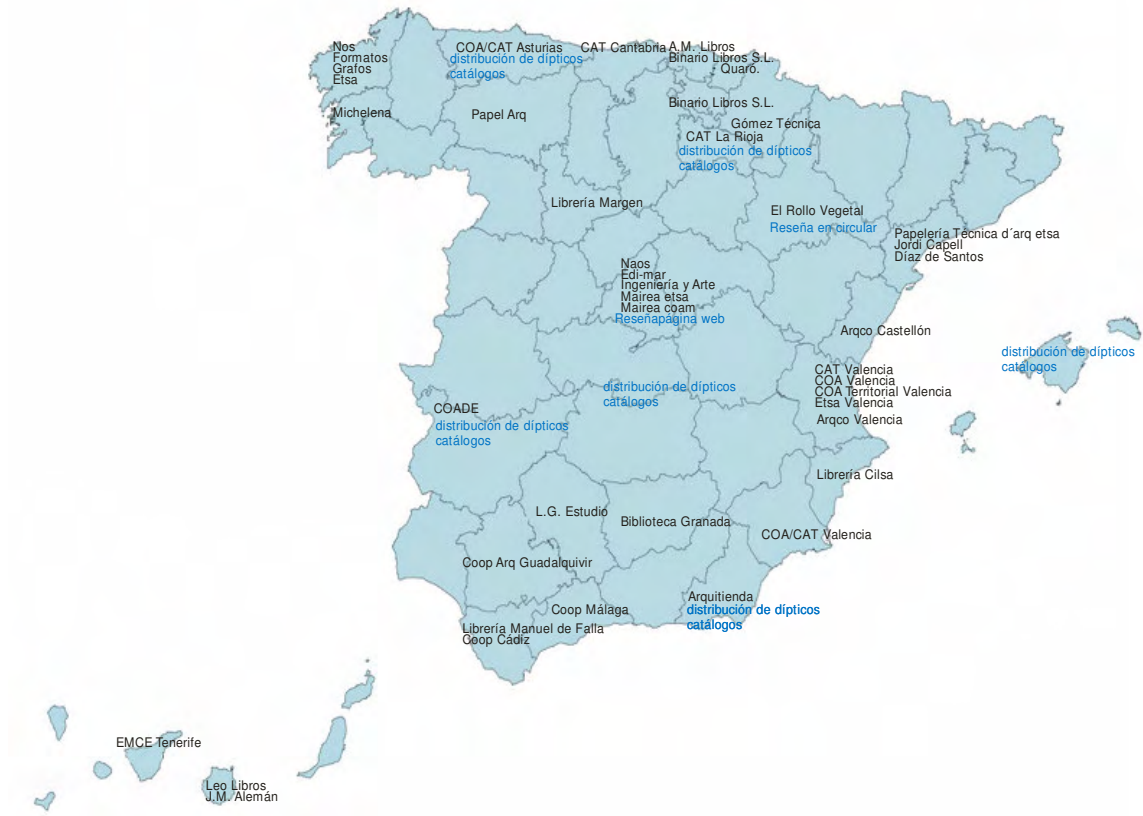 Nos
Formatos
Grafos
Etsa
COA/CAT Asturias
distribución de dípticos
catálogos
CAT Cantabria
A.M. Libros
Binario Libros S.L.
Quaró.
Michelena
Papel Arq
Binario Libros S.L.
Gómez Técnica
CAT La Rioja
distribución de dípticos
catálogos
Librería Margen
El Rollo Vegetal
Reseña en circular
Papelería Técnica d´arq etsa
Jordi Capell
Díaz de Santos
Naos
Edi-mar
Ingeniería y Arte
Mairea etsa
Mairea coam
Reseñapágina web
Arqco Castellón
distribución de dípticos
catálogos
CAT Valencia
COA Valencia
COA Territorial Valencia
Etsa Valencia
Arqco Valencia
distribución de dípticos
catálogos
COADE
distribución de dípticos
catálogos
Librería Cilsa
L.G. Estudio
Biblioteca Granada
COA/CAT Valencia
Coop Arq Guadalquivir
Arquitienda
distribución de dípticos
catálogos
Coop Málaga
Librería Manuel de Falla
Coop Cádiz
EMCE Tenerife
Leo Libros
J.M. Alemán